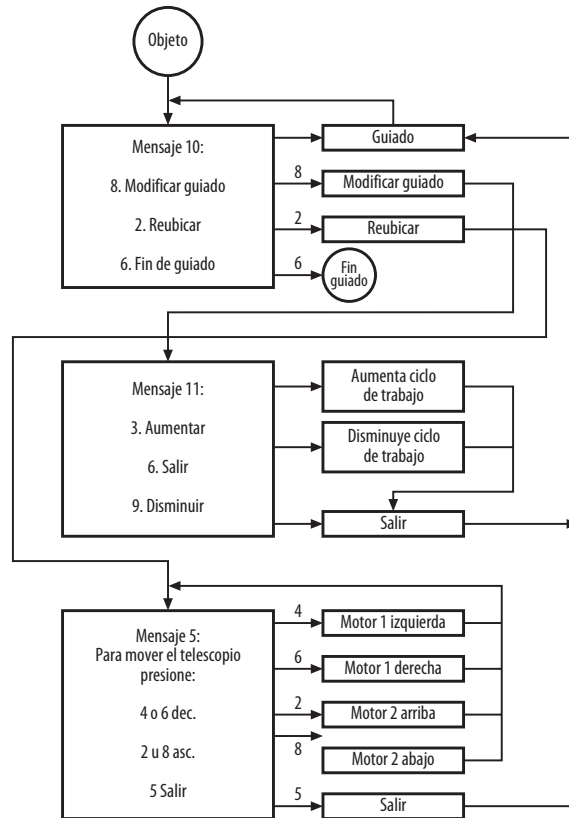 Objeto
Mensaje 10:
8. Modificar guiado
2. Reubicar
6. Fin de guiado
Guiado
8
Modificar guiado
2
Reubicar
6
Fin
guiado
Mensaje 11:
3. Aumentar
6. Salir
9. Disminuir
Aumenta ciclo
de trabajo
Disminuye ciclo
de trabajo
Salir
Mensaje 5:
Para mover el telescopio
presione:
4 o 6 dec.
2 u 8 asc.
5 Salir
4
Motor 1 izquierda
6
Motor 1 derecha
2
Motor 2 arriba
8
Motor 2 abajo
5
Salir